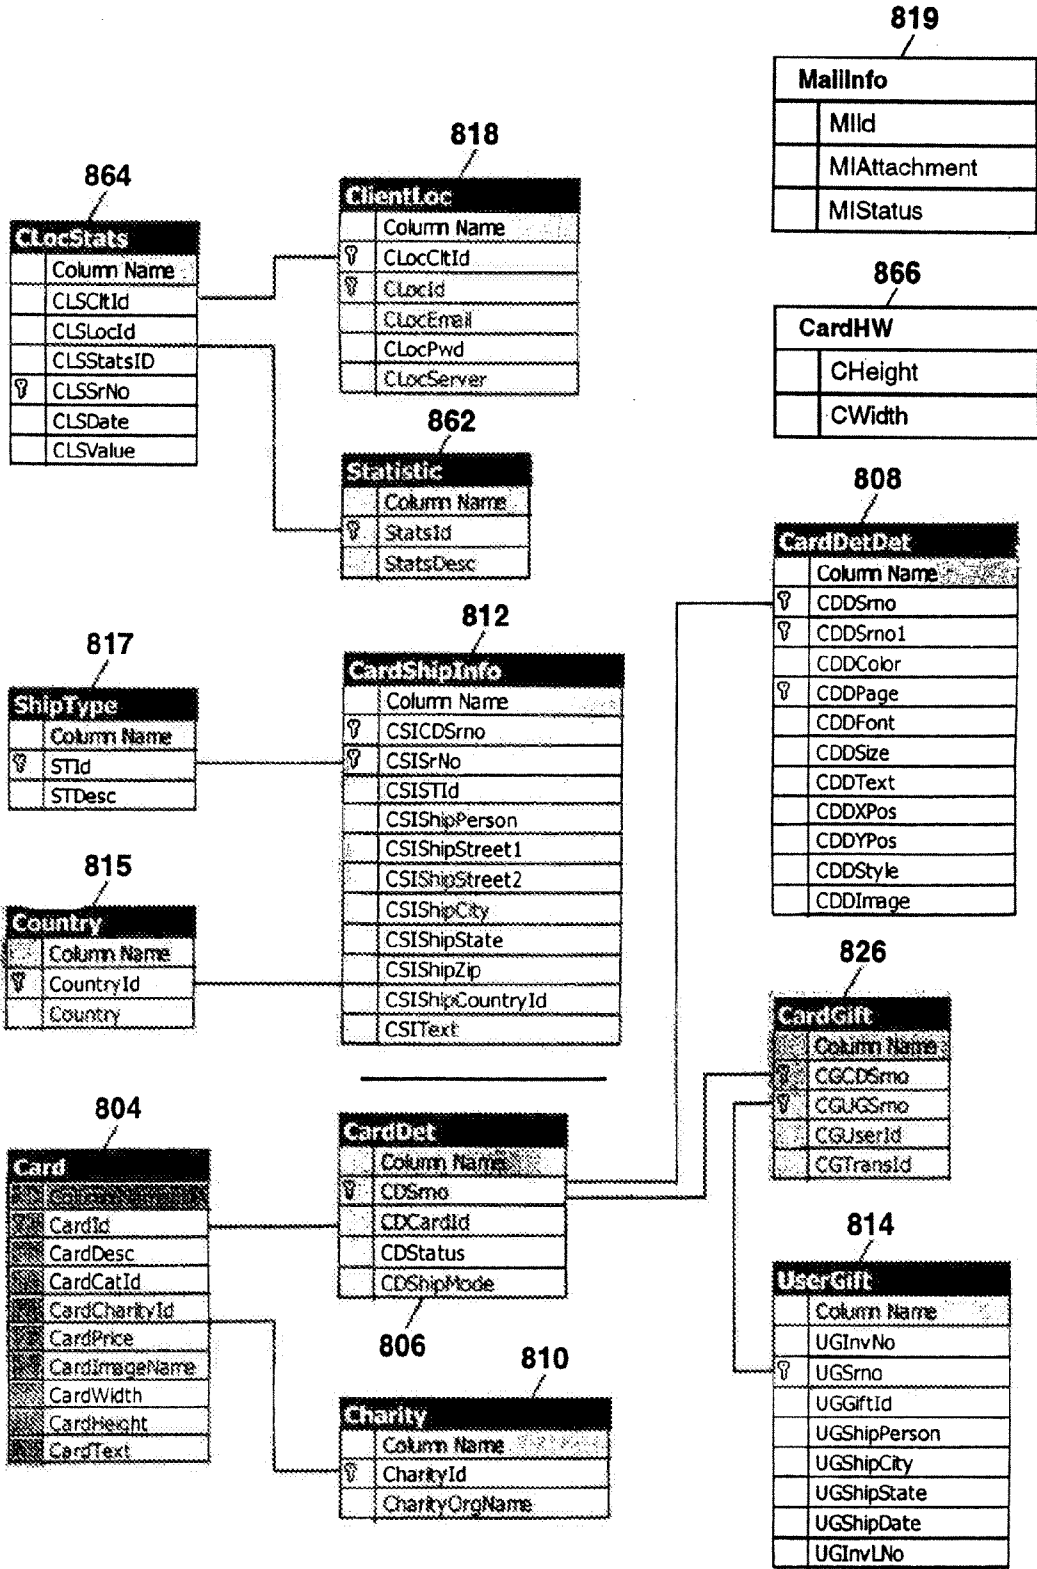 819
MailInfo
MIId
MIAttachment
MIStatus
818
ClientLoc
Column Name
CLocCltId
CLocId
CLocEmail
CLocPwd
CLocServer
864
CLocStats
Column Name
CLSCltId
CLSLocId
CLSStatsID
CLSSrNo
CLSDate
CLSValue
866
CardHW
CHeight
CWidth
862
Statistic
Column Name
StatsId
StatsDesc
808
CardDetDet
Column Name
CDDSrno
CDDSrno1
CDDColor
CDDPage
CDDFont
CDDSize
CDDText
CDDXPos
CDDYPos
CDDStyle
CDDImage
817
ShipType
Column Name
STId
STDesc
812
CardShipInfo
Column Name
CSICDSrno
CSISrNo
CSISTId
CSIShipPerson
CSIShipStreet1
CSIShipStreet2
CSIShipCity
CSIShipState
CSIShipZip
CSIShipCountryId
CSIText
815
Country
Column Name
CountryId
Country
826
CardGift
Column Name
CGCDSrno
CGUGSrno
CGUserId
CGTransId
804
Card
CardId
CardDesc
CardCatId
CardCharityId
CardPrice
CardImageName
CardWidth
CardHeight
CardText
CardDet
Column Name
CDSrno
CDCardId
CDStatus
CDShipMode
806
810
Charity
Column Name
CharityId
CharityOrgName
814
UserGift
Column Name
UGInvNo
UGSrno
UGGiftId
UGShipPerson
UGShipCity
UGShipState
UGShipDate
UGInvLNo